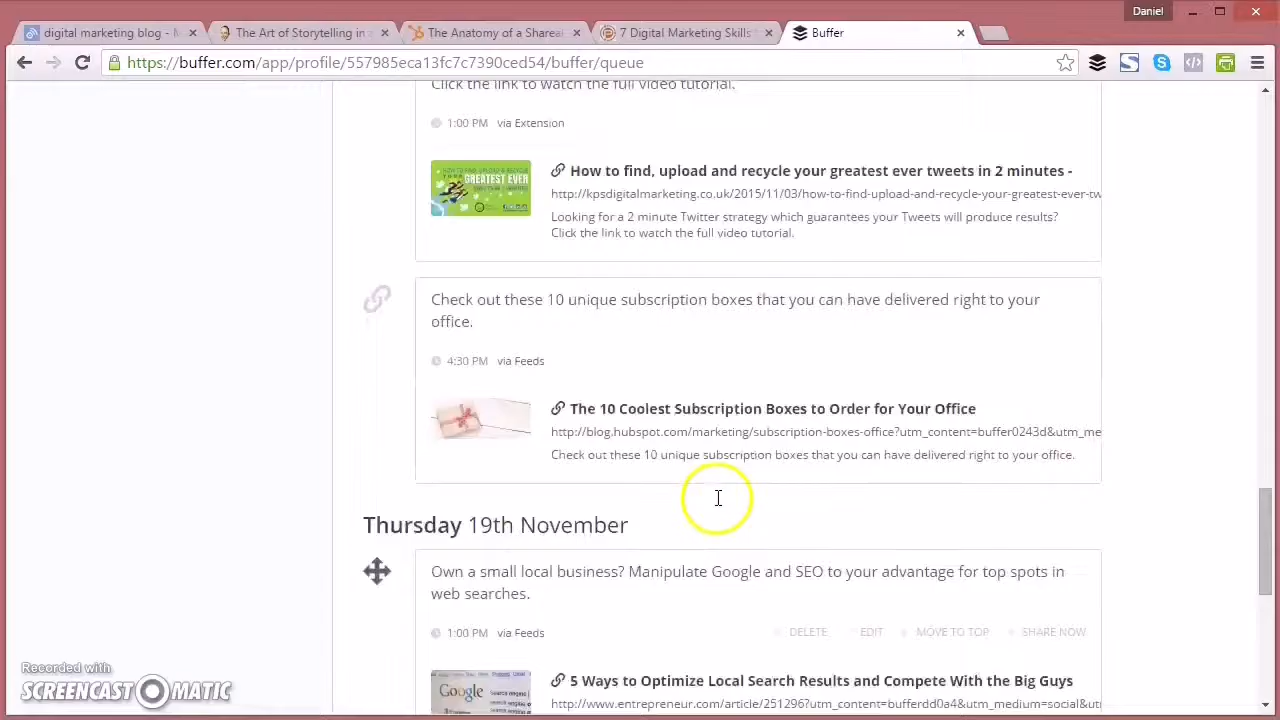 Daniel
digital marketing blog - M
The Art of Storytelling in
The Anatomy of a Shareal
7 Digital Marketing Skills
Buffer
https://buffer.com/app/profile/557985eca13fc7c7390ced54/buffer/queue
Click the link to watch the full video tutorial.
1:00 PM via Extension
HOW TO FIND, UPLOAD & RECYCLE
YOUR GREATEST EVER
How to find, upload and recycle your greatest ever tweets in 2 minutes -
http://kpsdigitalmarketing.co.uk/2015/11/03/how-to-find-upload-and-recycle-your-greatest-ever-tw
Looking for a 2 minute Twitter strategy which guarantees your Tweets will produce results?
Click the link to watch the full video tutorial.
Check out these 10 unique subscription boxes that you can have delivered right to your
office.
4:30 PM via Feeds
The 10 Coolest Subscription Boxes to Order for Your Office
http://blog.hubspot.com/marketing/subscription-boxes-office?utm_content=buffer0243d&utm_me
Check out these 10 unique subscription boxes that you can have delivered right to your office.
Thursday 19th November
Own a small local business? Manipulate Google and SEO to your advantage for top spots in
web searches.
1:00 PM via Feeds
DELETE EDIT MOVE TO TOP SHARE NOW
Google
5 Ways to Optimize Local Search Results and Compete With the Big Guys
http://www.entrepreneur.com/article/251296?utm_content=bufferdd0a4&utm_medium=social&ut
Recorded with
SCREENCAST MATIC